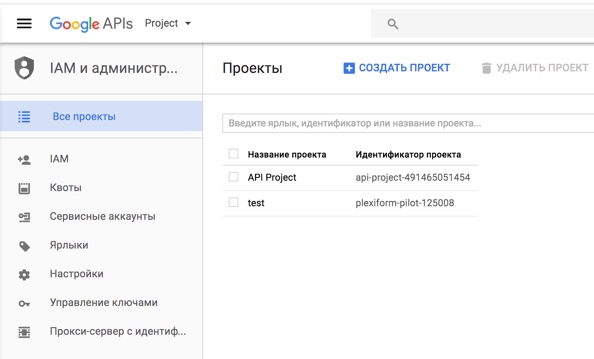 Google APIs Project
IAM и администр...
Проекты
СОЗДАТЬ ПРОЕКТ
УДАЛИТЬ ПРОЕКТ
Все проекты
IAM
Квоты
Сервисные аккаунты
Ярлыки
Настройки
Управление ключами
Прокси-сервер с идентиф...
Введите ярлык, идентификатор или название проекта...
Название проекта Идентификатор проекта
API Project api-project-491465051454
test plexiform-pilot-125008